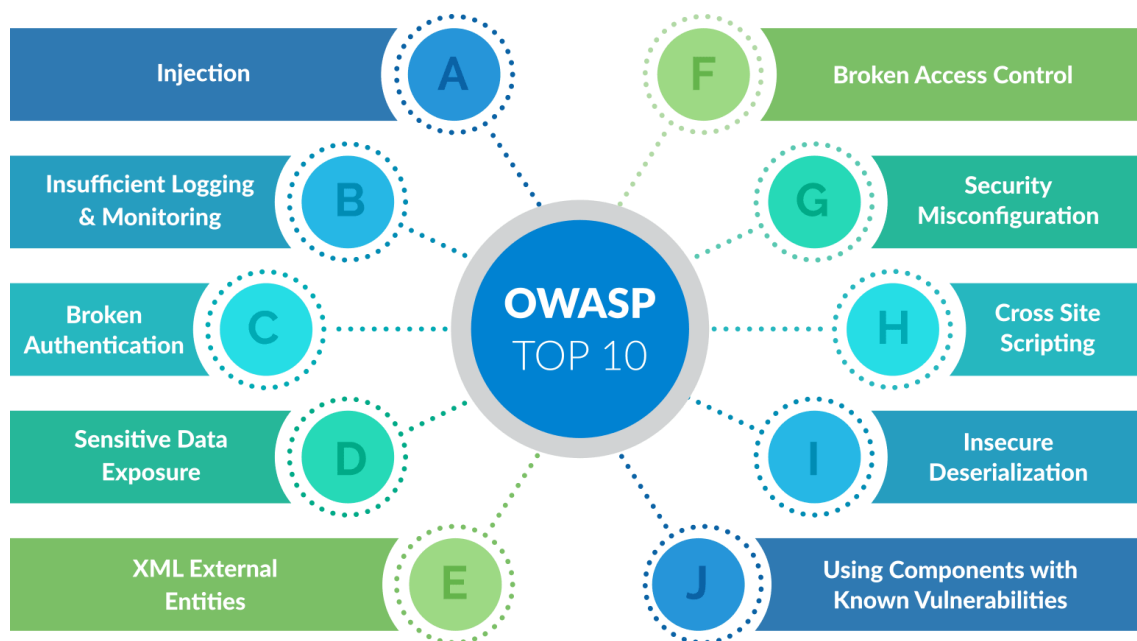 Injection
A
Insufficient Logging
& Monitoring
B
Broken
Authentication
C
Sensitive Data
Exposure
D
XML External
Entities
E
OWASP
TOP 10
F
Broken Access Control
G
Security
Misconfiguration
H
Cross Site
Scripting
I
Insecure
Deserialization
J
Using Components with
Known Vulnerabilities